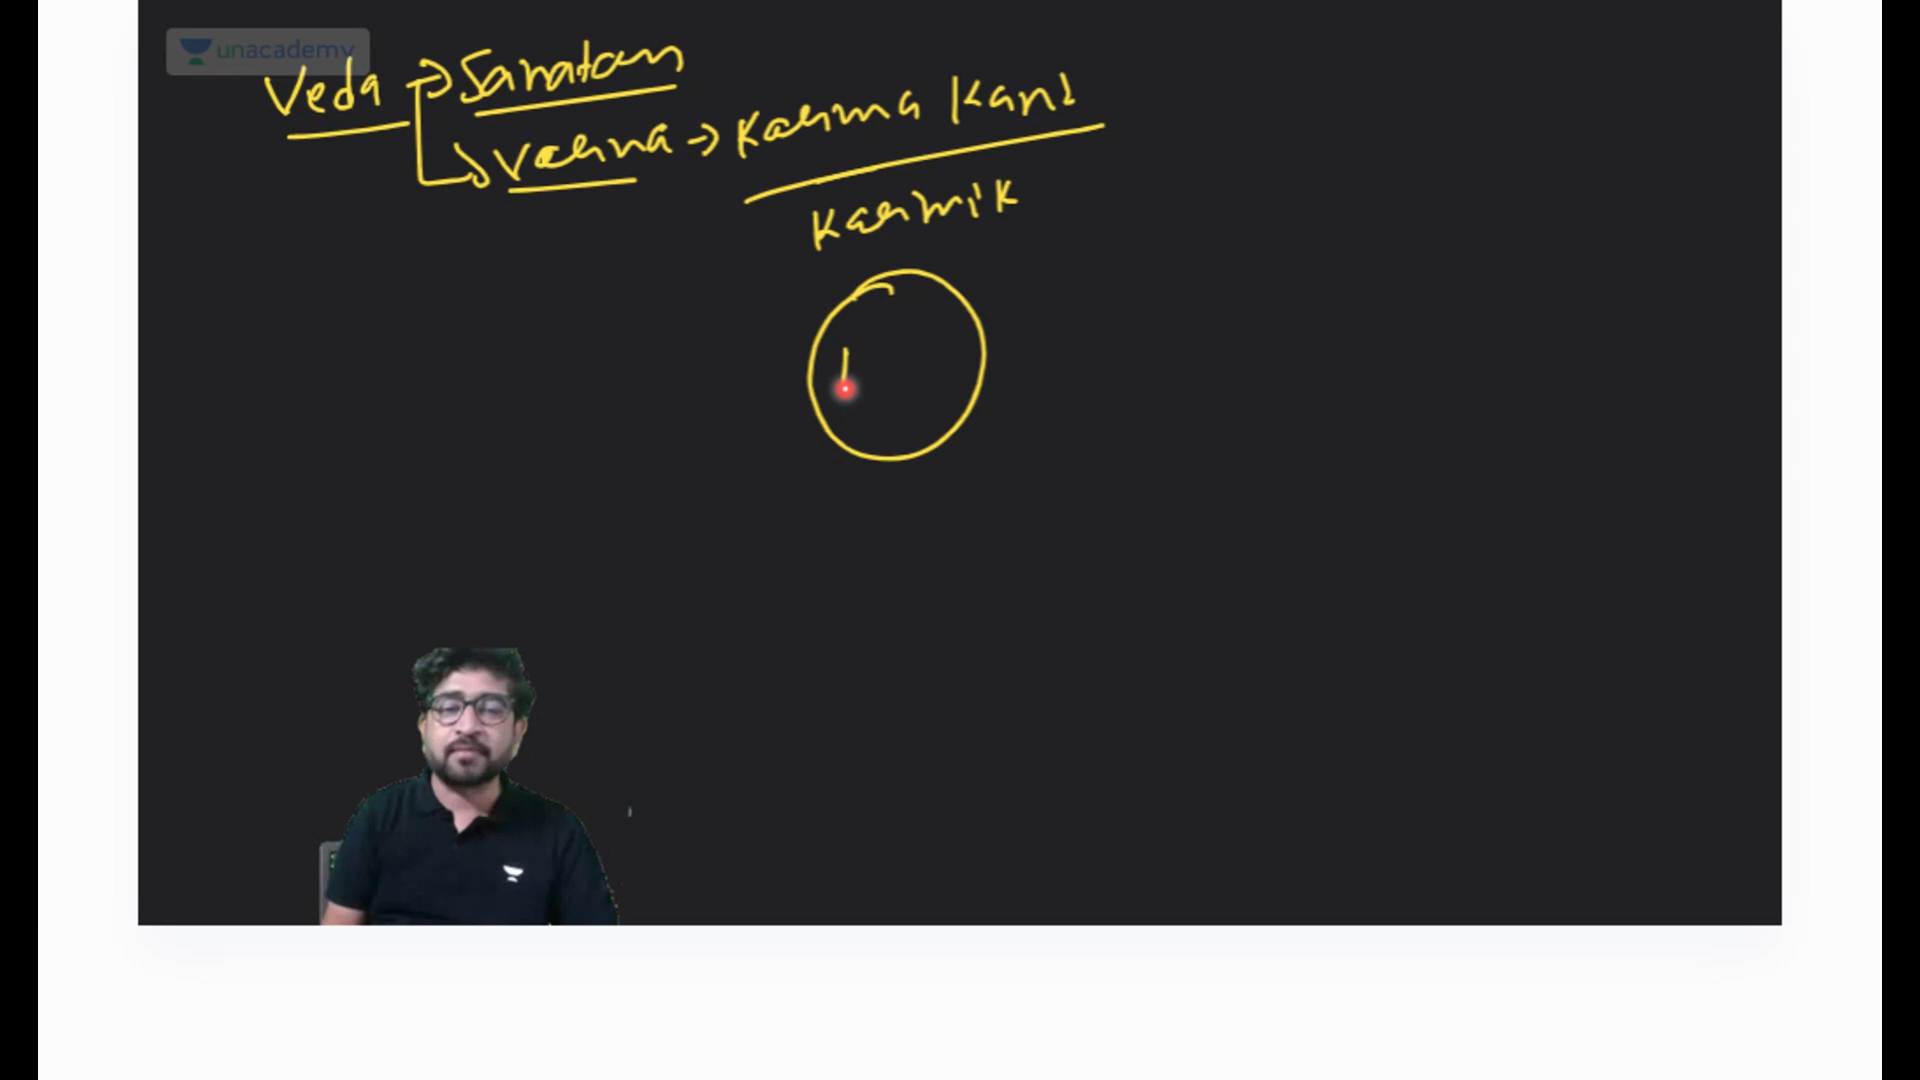 unacademy
Veda → Sanatan
→ Varna → Karma Kand
Karmik